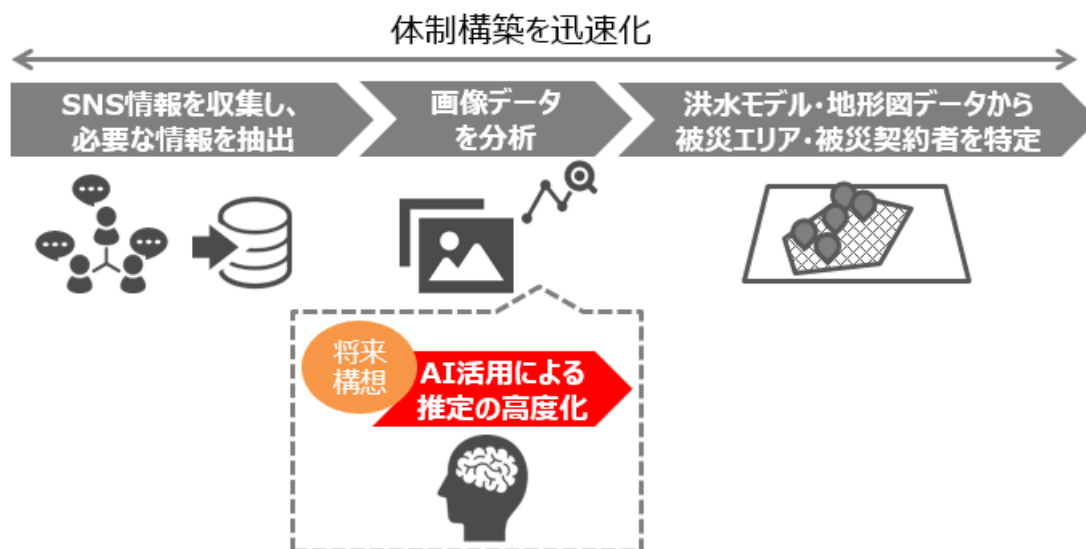 体制構築を迅速化
SNS情報を収集し、
必要な情報を抽出
画像データ
を分析
洪水モデル・地形図データから
被災エリア・被災契約者を特定
将来
構想
AI活用による
推定の高度化